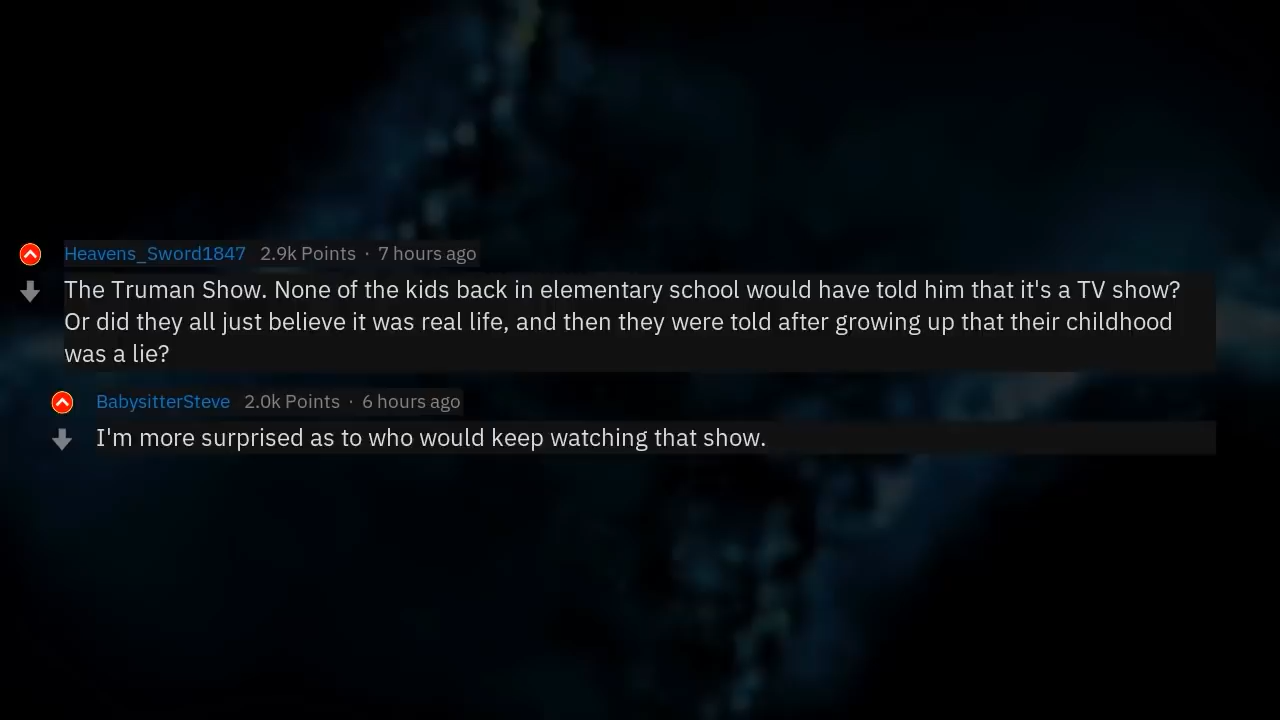 Heavens_Sword1847 2.9k Points · 7 hours ago
The Truman Show. None of the kids back in elementary school would have told him that it's a TV show?
Or did they all just believe it was real life, and then they were told after growing up that their childhood
was a lie?
BabysitterSteve 2.0k Points · 6 hours ago
I'm more surprised as to who would keep watching that show.